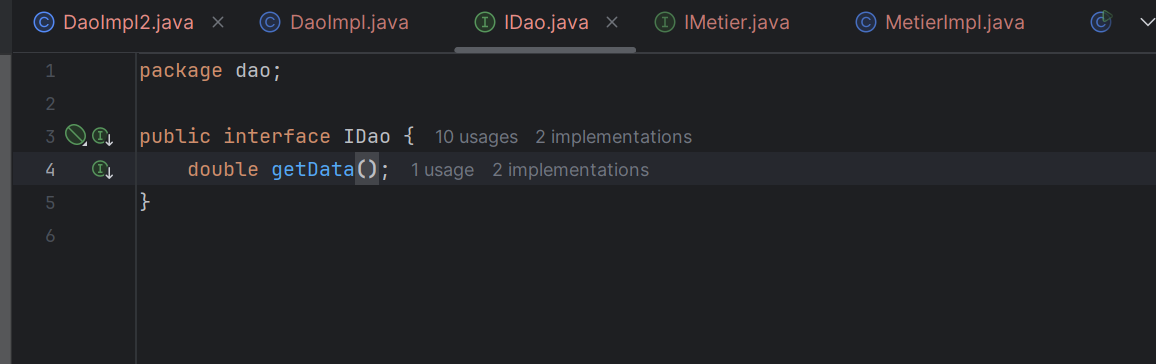 DaoImpl2.java DaoImpl.java IDao.java IMetier.java MetierImpl.java
1 package dao;
2
3 public interface IDao { 10 usages 2 implementations
4 double getData(); 1 usage 2 implementations
5 }
6